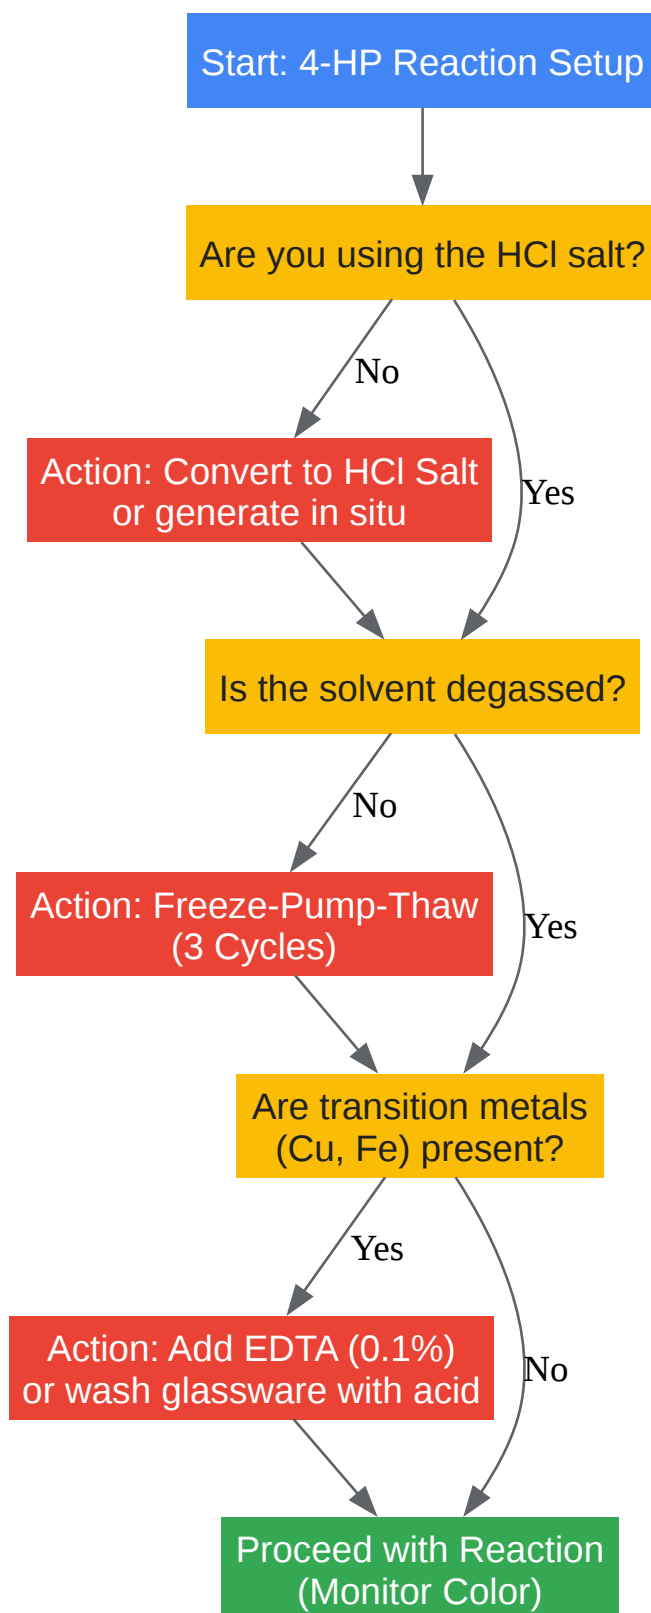 Start: 4-HP Reaction Setup
Are you using the HCl salt?
No
Action: Convert to HCl Salt
or generate in situ
Yes
Is the solvent degassed?
No
Action: Freeze-Pump-Thaw
(3 Cycles)
Yes
Are transition metals
(Cu, Fe) present?
Yes
Action: Add EDTA (0.1%)
or wash glassware with acid
No
Proceed with Reaction
(Monitor Color)